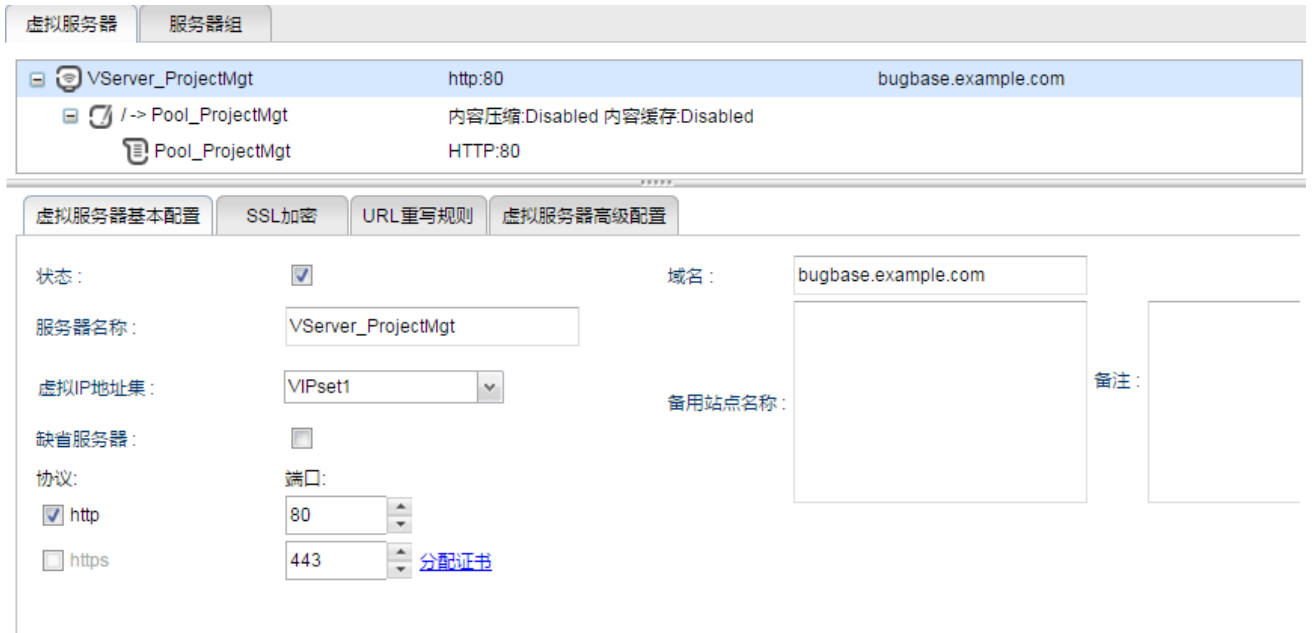 虚拟服务器 服务器组
VServer_ProjectMgt http:80 bugbase.example.com
/ -> Pool_ProjectMgt 内容压缩:Disabled 内容缓存:Disabled
Pool_ProjectMgt HTTP:80
虚拟服务器基本配置 SSL加密 URL重写规则 虚拟服务器高级配置
状态 : 域名 : bugbase.example.com
服务器名称 : VServer_ProjectMgt
虚拟IP地址集 : VIPset1 备用站点名称 : 备注 :
缺省服务器 :
协议: 端口:
http 80
https 443 分配证书